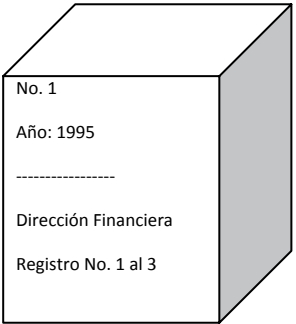 No. 1
Año: 1995
-----------------
Dirección Financiera
Registro No. 1 al 3